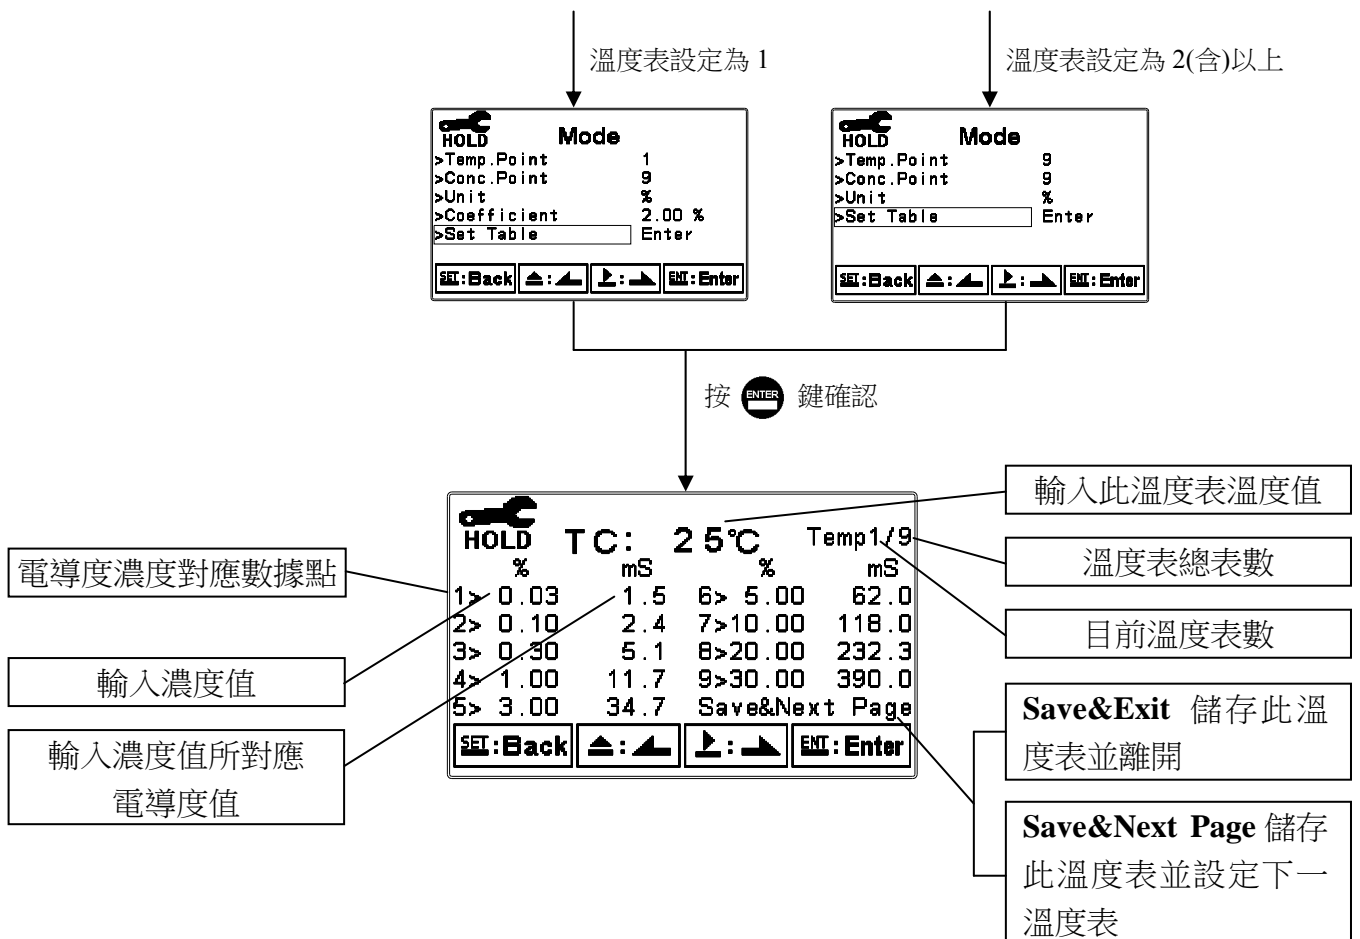 溫度表設定為 1
溫度表設定為 2(含)以上
HOLD Mode
>Temp.Point 1
>Conc.Point 9
>Unit %
>Coefficient 2.00 %
>Set Table Enter
SET:Back ENT:Enter
HOLD Mode
>Temp.Point 9
>Conc.Point 9
>Unit %
>Set Table Enter
SET:Back ENT:Enter
按 ENTER 鍵確認
HOLD TC: 25℃ Temp1/9
% mS % mS
1> 0.03 1.5 6> 5.00 62.0
2> 0.10 2.4 7>10.00 118.0
3> 0.30 5.1 8>20.00 232.3
4> 1.00 11.7 9>30.00 390.0
5> 3.00 34.7 Save&Next Page
SET:Back ENT:Enter
電導度濃度對應數據點
輸入濃度值
輸入濃度值所對應
電導度值
輸入此溫度表溫度值
溫度表總表數
目前溫度表數
Save&Exit 儲存此溫
度表並離開
Save&Next Page 儲存
此溫度表並設定下一
溫度表